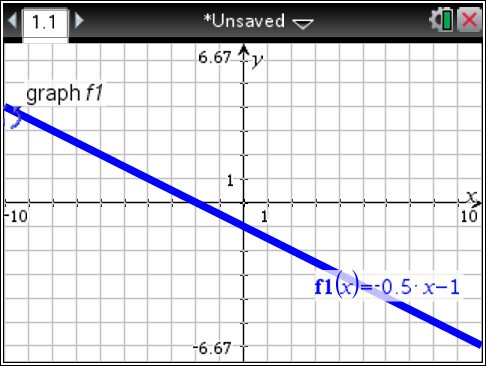 1.1 *Unsaved
6.67 y
graph f1
1
x
-10 1 10
f1(x)=-0.5·x-1
-6.67